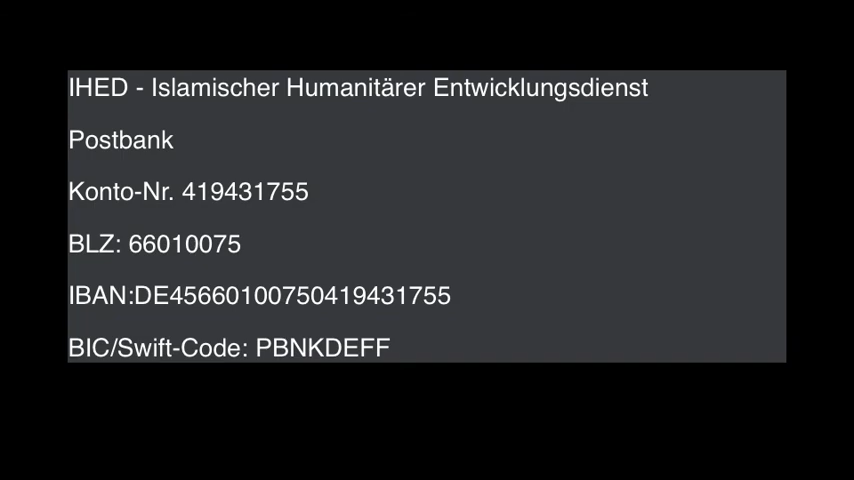 IHED - Islamischer Humanitärer Entwicklungsdienst
Postbank
Konto-Nr. 419431755
BLZ: 66010075
IBAN:DE45660100750419431755
BIC/Swift-Code: PBNKDEFF